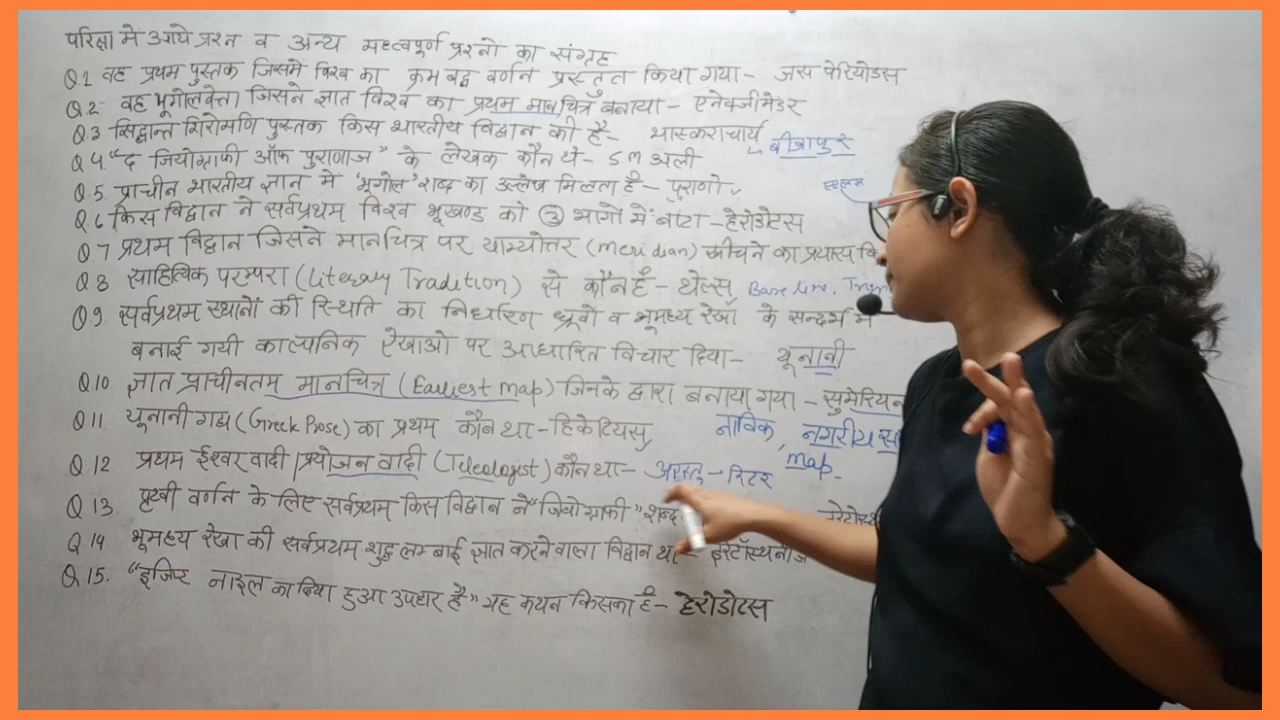 परिक्षा मे आये प्रश्न व अन्य महत्वपूर्ण प्रश्नो का संग्रह
Q.1 वह प्रथम पुस्तक जिसमें विश्व का क्रम बद्ध वर्णन प्रस्तुत किया गया - जस पेरियोडस
Q.2- वह भूगोलवेत्ता जिसने ज्ञात विश्व का प्रथम मानचित्र बनाया - एनेक्जीमेंडर
Q.3 सिद्धान्त शिरोमणि पुस्तक किस भारतीय विद्वान की है- भास्कराचार्य बीजापुर
Q 4 "द जियोग्राफी ऑफ पुराणाज" के लेखक कौन थे - S m अली
Q.5. प्राचीन भारतीय ज्ञान मे 'भूगोल' शब्द का उल्लेख मिलता है - पुराणो
Q.6 किस विद्वान ने सर्वप्रथम विश्व भूखण्ड को 3 भागो में बांटा - हेरोडोटस
Q 7 प्रथम विद्वान जिसने मानचित्र पर याम्योत्तर (meridian) खीचने का प्रयास
Q 8 साहित्यिक परम्परा (Literary Tradition) से कौन है - थेल्स Base line,
Q 9. सर्वप्रथम स्थानों की स्थिति का निर्धारण ध्रूवो व भूमध्य रेखा के सन्दर्भ मे
बनाई गयी काल्पनिक रेखाओ पर आधारित विचार दिया - यूनानी
Q 10. ज्ञात प्राचीनतम मानचित्र (Earliest map) जिनके द्वारा बनाया गया - सुमेरियन
Q 11 यूनानी गद्य (Greek Prose) का प्रथम कौन था - हिकेटियस, नाविक, नगरीय
map
Q 12. प्रथम ईश्वर वादी / प्रयोजन वादी (Teleologist) कौन था - अरस्तु - रिटर
Q 13. पृथ्वी वर्णन के लिए सर्वप्रथम किस विद्वान ने "जियोग्राफी" शब्द
Q 14. भूमध्य रेखा की सर्वप्रथम शुद्ध लम्बाई ज्ञात करने वाला विद्वान था - इरेटॉस्थनीज
Q 15. "इजिप्ट नाइल का दिया हुआ उपहार है" यह कथन किसका है - हेरोडोटस